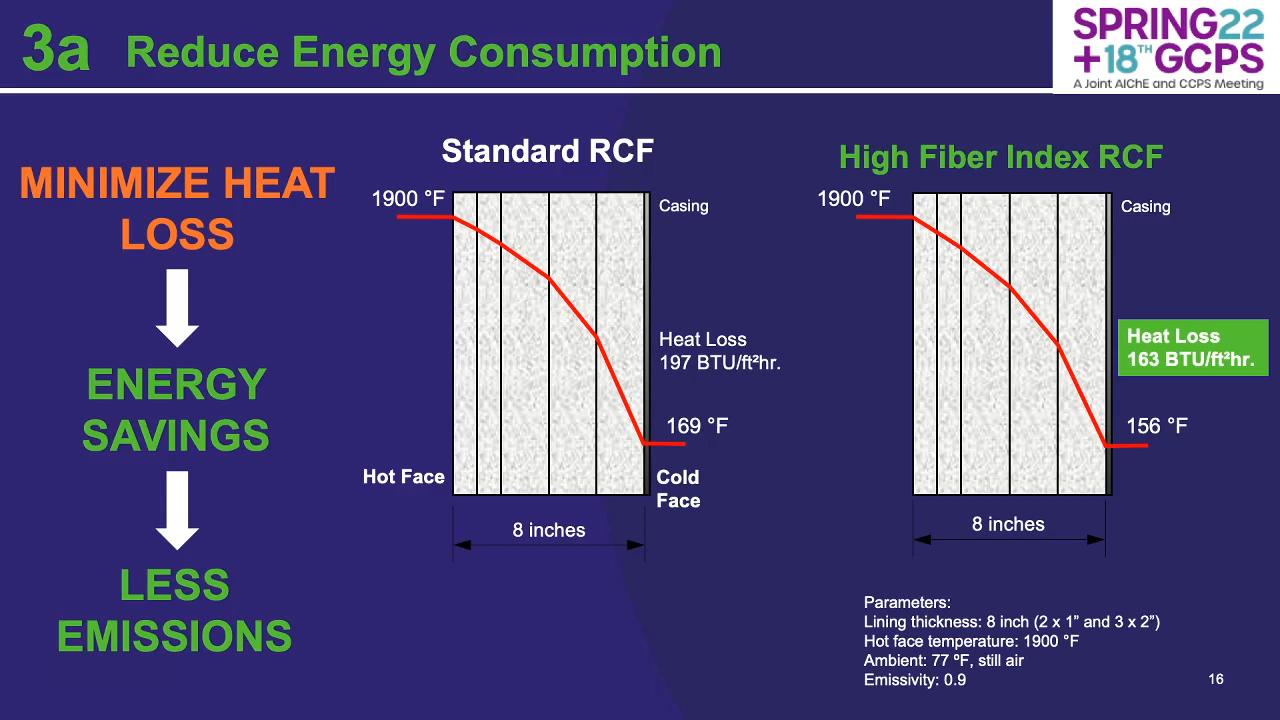 3a Reduce Energy Consumption
SPRING22
+18TH GCPS
A Joint AIChE and CCPS Meeting
MINIMIZE HEAT
LOSS
ENERGY
SAVINGS
LESS
EMISSIONS
Standard RCF
1900 °F
Casing
Heat Loss
197 BTU/ft²hr.
169 °F
Hot Face
Cold
Face
8 inches
High Fiber Index RCF
1900 °F
Casing
Heat Loss
163 BTU/ft²hr.
156 °F
8 inches
Parameters:
Lining thickness: 8 inch (2 x 1” and 3 x 2”)
Hot face temperature: 1900 °F
Ambient: 77 ºF, still air
Emissivity: 0.9
16